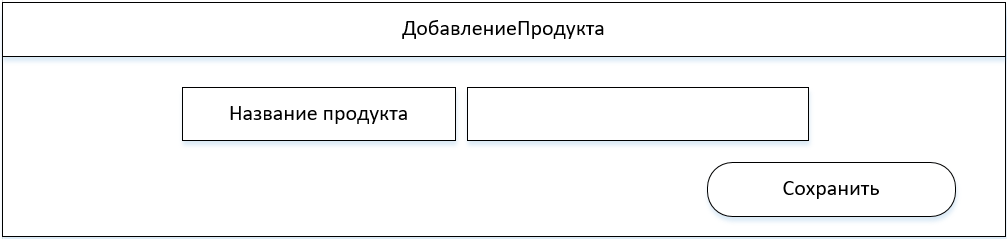 ДобавлениеПродукта
Название продукта
Сохранить